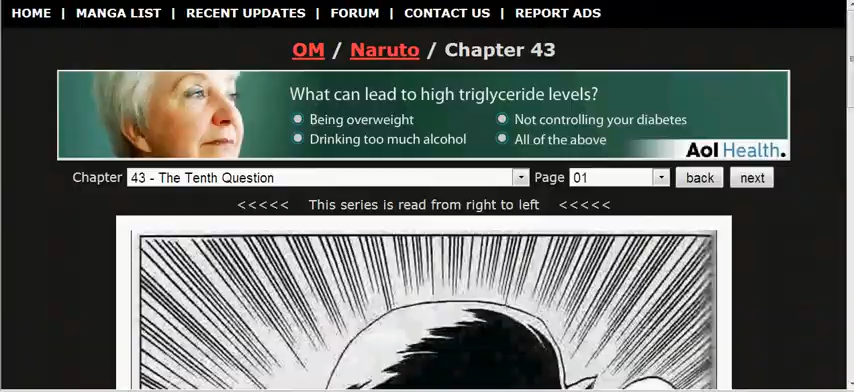 HOME | MANGA LIST | RECENT UPDATES | FORUM | CONTACT US | REPORT ADS
OM / Naruto / Chapter 43
What can lead to high triglyceride levels?
Being overweight Not controlling your diabetes
Drinking too much alcohol All of the above
Aol Health.
Chapter 43 - The Tenth Question Page 01 back next
<<<<< This series is read from right to left <<<<<